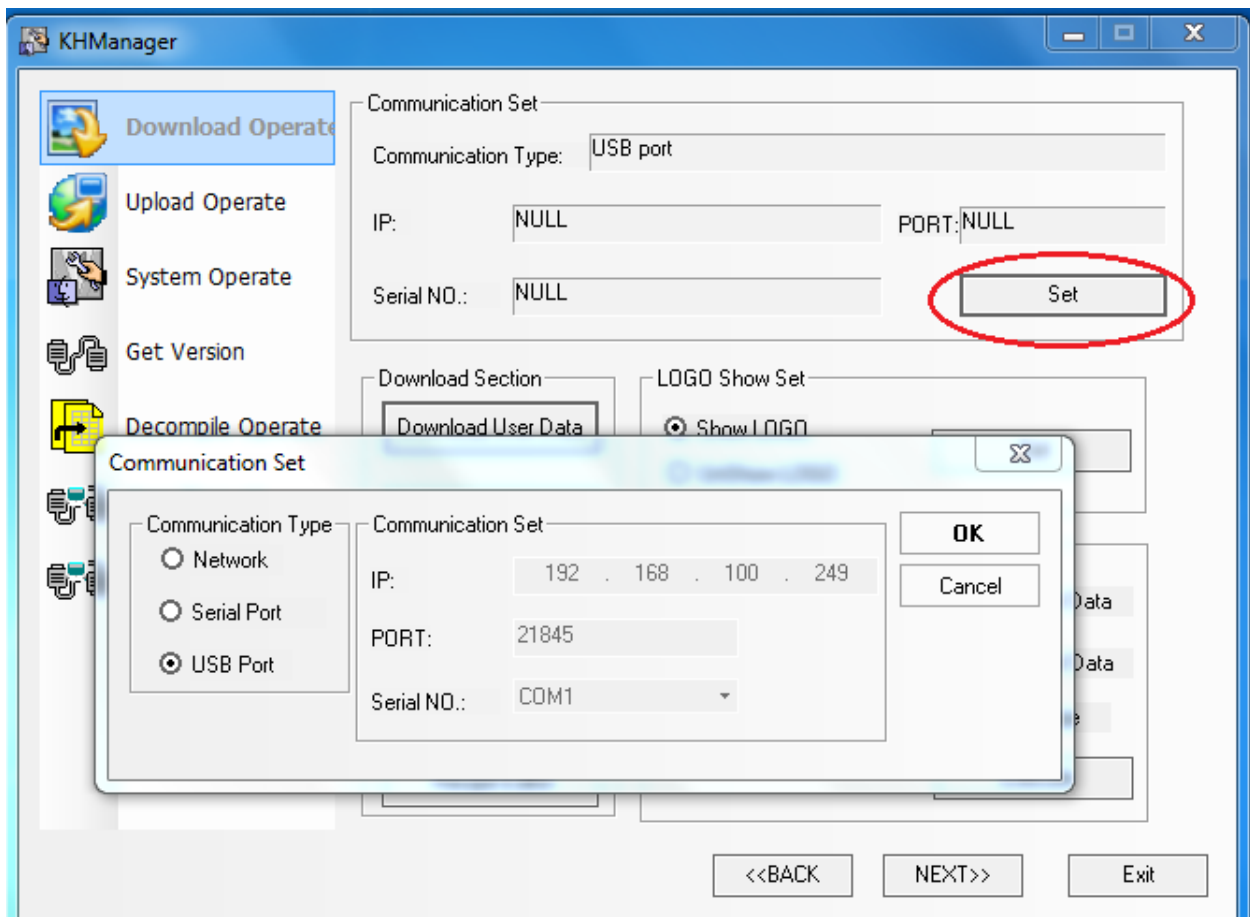 KHManager
Download Operate
Upload Operate
System Operate
Get Version
Decompile Operate
Communication Set
Communication Type: USB port
IP: NULL PORT: NULL
Serial NO.: NULL Set
Download Section
Download User Data
LOGO Show Set
Show LOGO
Data
Data
Communication Set
Communication Type
Network
Serial Port
USB Port
Communication Set
IP: 192 . 168 . 100 . 249
PORT: 21845
Serial NO.: COM1
OK
Cancel
<<BACK NEXT>> Exit